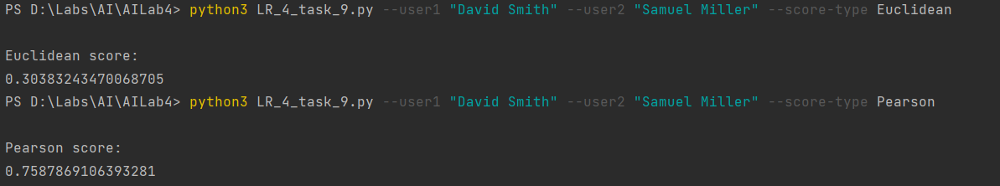 PS D:\Labs\AI\AILab4> python3 LR_4_task_9.py --user1 "David Smith" --user2 "Samuel Miller" --score-type Euclidean
Euclidean score:
0.30383243470068705
PS D:\Labs\AI\AILab4> python3 LR_4_task_9.py --user1 "David Smith" --user2 "Samuel Miller" --score-type Pearson
Pearson score:
0.7587869106393281